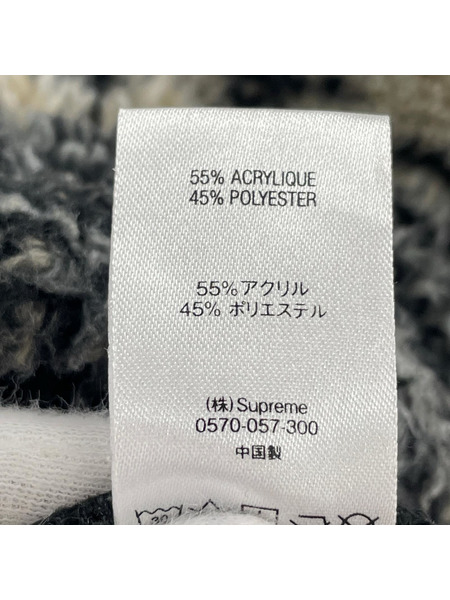 55% ACRYLIQUE
45% POLYESTER
55%アクリル
45% ポリエステル
(株)Supreme
0570-057-300
中国製
30